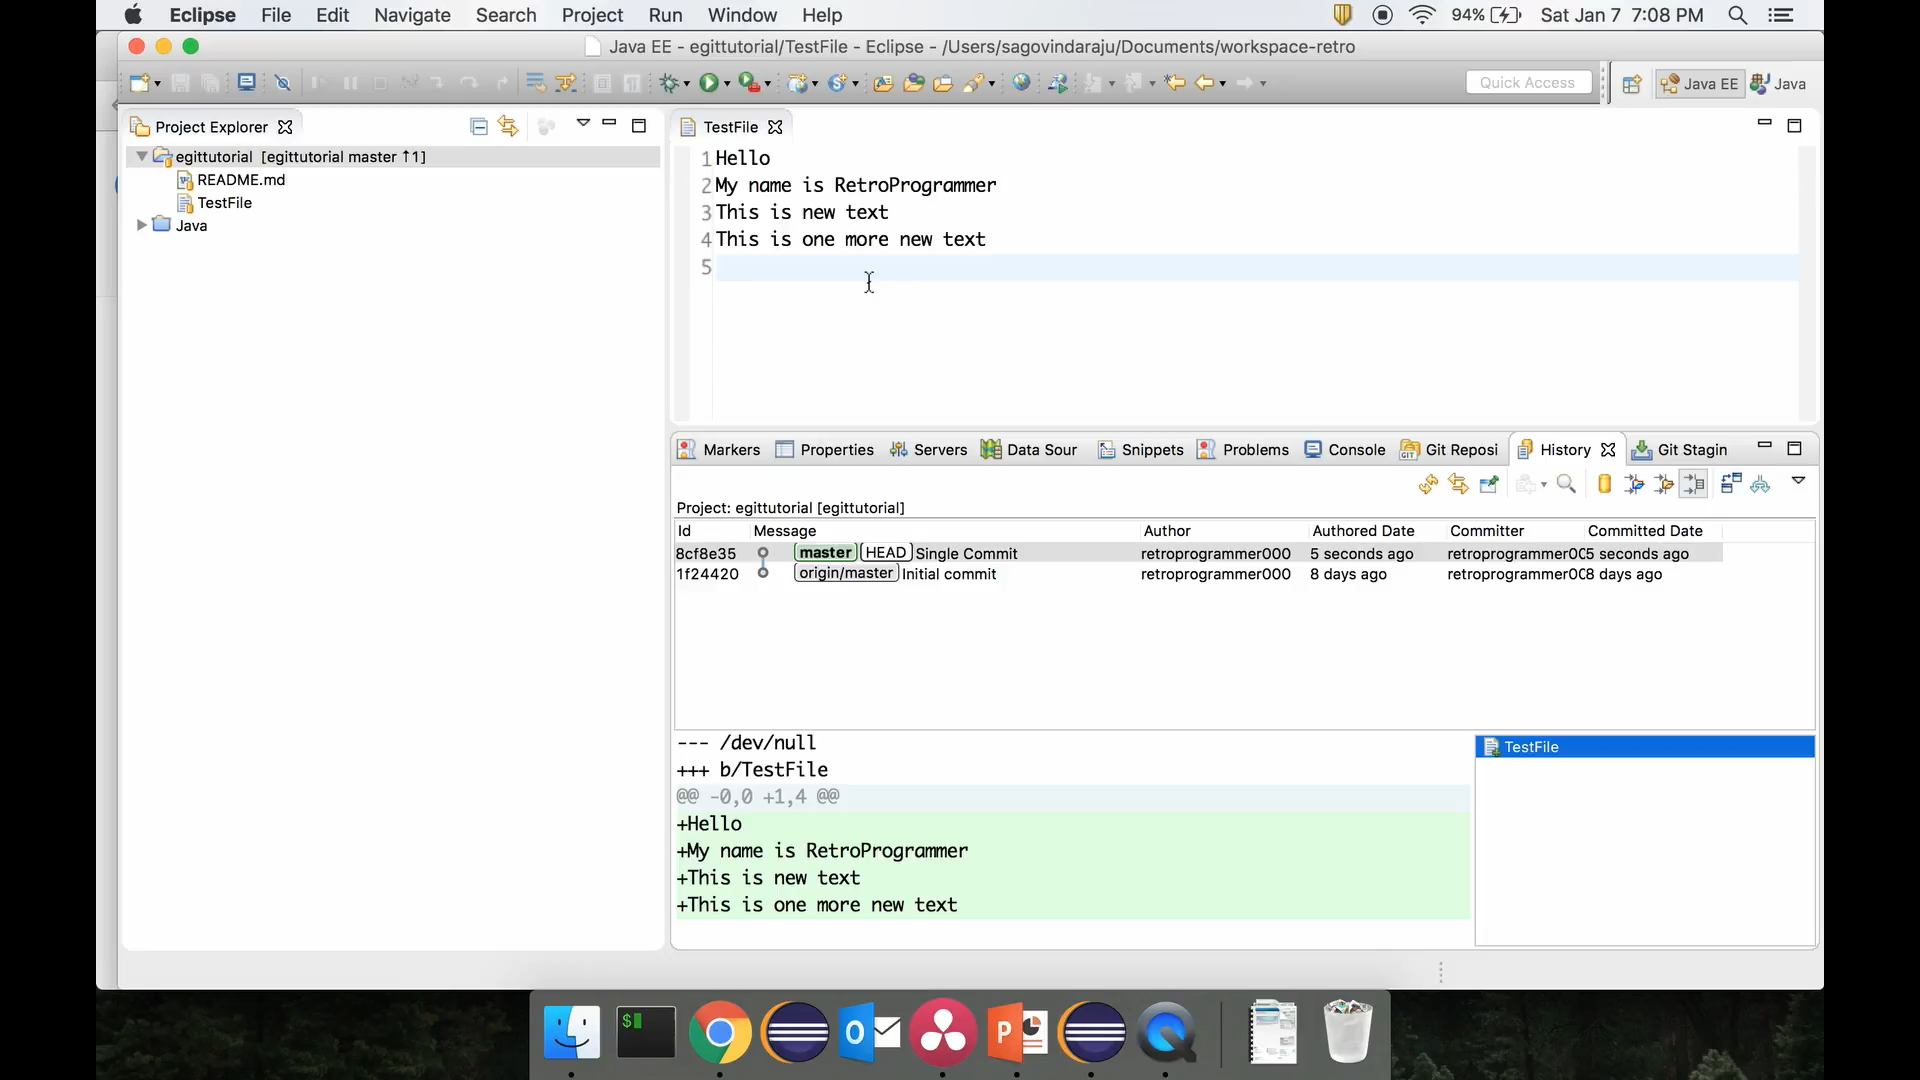 Eclipse File Edit Navigate Search Project Run Window Help 94% Sat Jan 7 7:08 PM
Java EE - egittutorial/TestFile - Eclipse - /Users/sagovindaraju/Documents/workspace-retro
Quick Access Java EE Java
Project Explorer
egittutorial [egittutorial master ↑1]
README.md
TestFile
Java
TestFile
1 Hello
2 My name is RetroProgrammer
3 This is new text
4 This is one more new text
5
Markers Properties Servers Data Sour Snippets Problems Console Git Reposi History Git Stagin
Project: egittutorial [egittutorial]
Id Message Author Authored Date Committer Committed Date
8cf8e35 master HEAD Single Commit retroprogrammer000 5 seconds ago retroprogrammer00 5 seconds ago
1f24420 origin/master Initial commit retroprogrammer000 8 days ago retroprogrammer00 8 days ago
--- /dev/null
+++ b/TestFile
@@ -0,0 +1,4 @@
+Hello
+My name is RetroProgrammer
+This is new text
+This is one more new text
TestFile
$
O
P